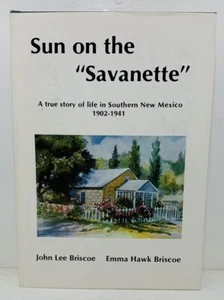 Sun on the
"Savanette"
A true story of life in Southern New Mexico
1902-1941
John Lee Briscoe Emma Hawk Briscoe